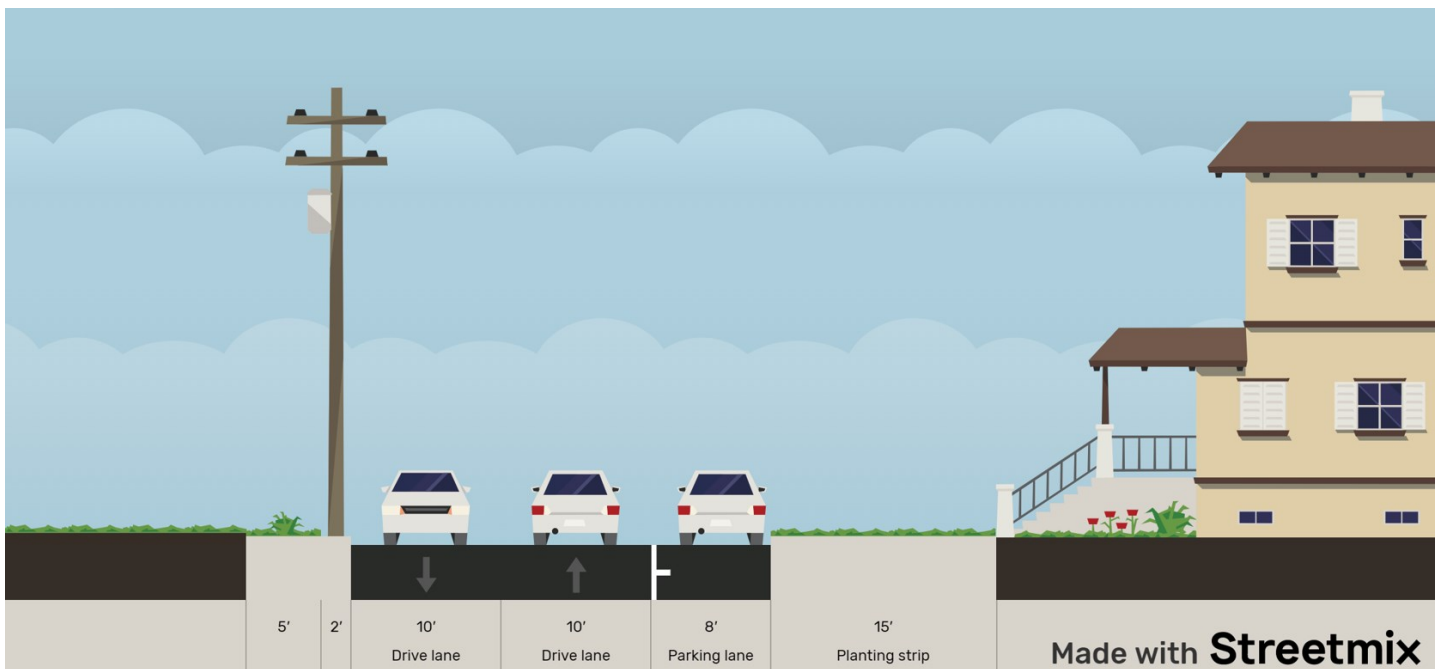 5′ 2′ 10′ 10′ 8′ 15′
Drive lane Drive lane Parking lane Planting strip
Made with Streetmix